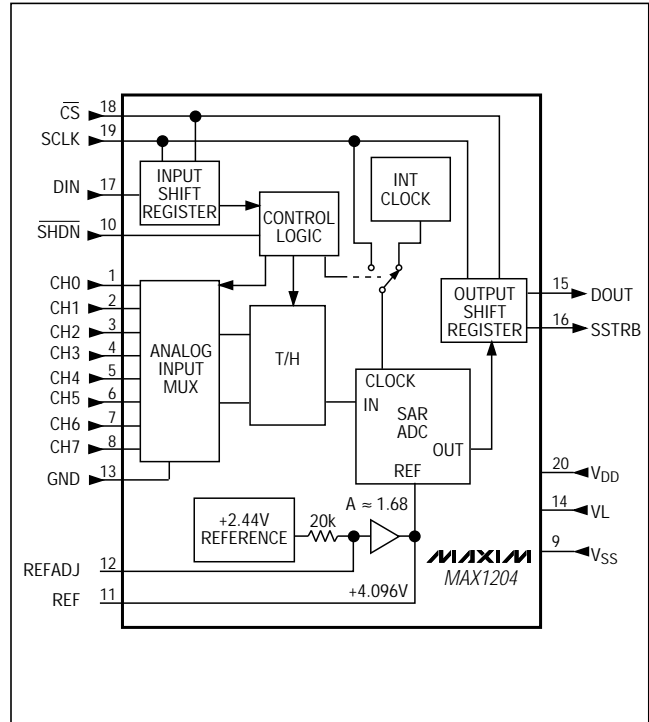 18
C̅S̅
19
SCLK
17
DIN
10
S̅H̅D̅N̅
INPUT
SHIFT
REGISTER
CONTROL
LOGIC
INT
CLOCK
CH0 1
CH1 2
CH2 3
CH3 4
CH4 5
CH5 6
CH6 7
CH7 8
GND 13
ANALOG
INPUT
MUX
T/H
CLOCK
IN
SAR
ADC
OUT
REF
OUTPUT
SHIFT
REGISTER
15 DOUT
16 SSTRB
20 VDD
14 VL
9 VSS
+2.44V
REFERENCE
20k
A ≈ 1.68
+4.096V
12
REFADJ
11
REF
MAXIM
MAX1204